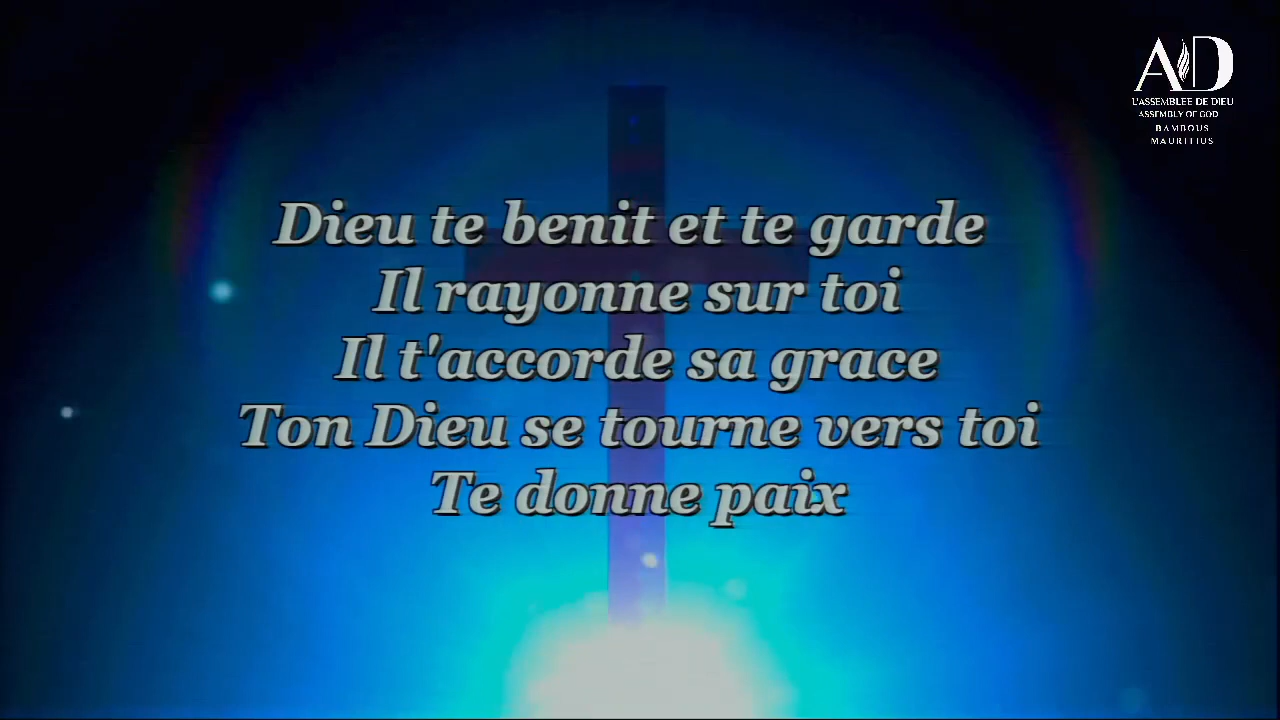 AD
L'ASSEMBLEE DE DIEU
ASSEMBLY OF GOD
BAMBOUS
MAURITIUS
Dieu te benit et te garde
Il rayonne sur toi
Il t'accorde sa grace
Ton Dieu se tourne vers toi
Te donne paix